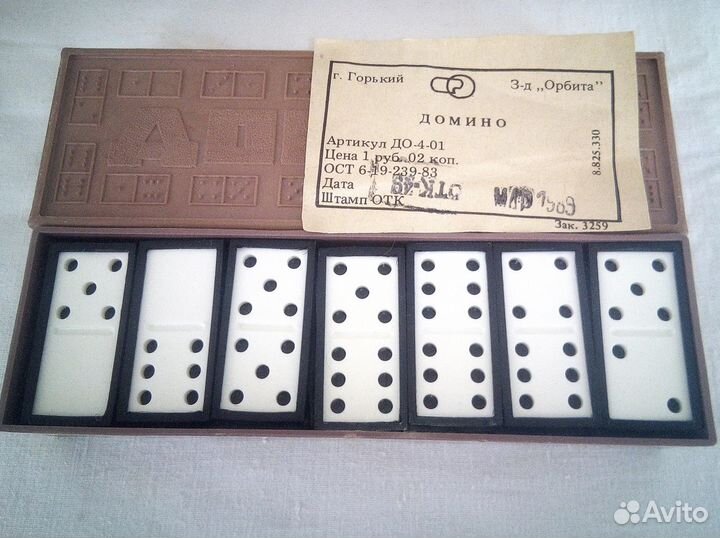 г. Горький З-д „Орбита"
ДОМИНО
Артикул ДО-4-01
Цена 1 руб. 02 коп.
ОСТ 6-19-239-83
Дата 1989
Штамп ОТК
8.825.330
Зак. 3259
Avito